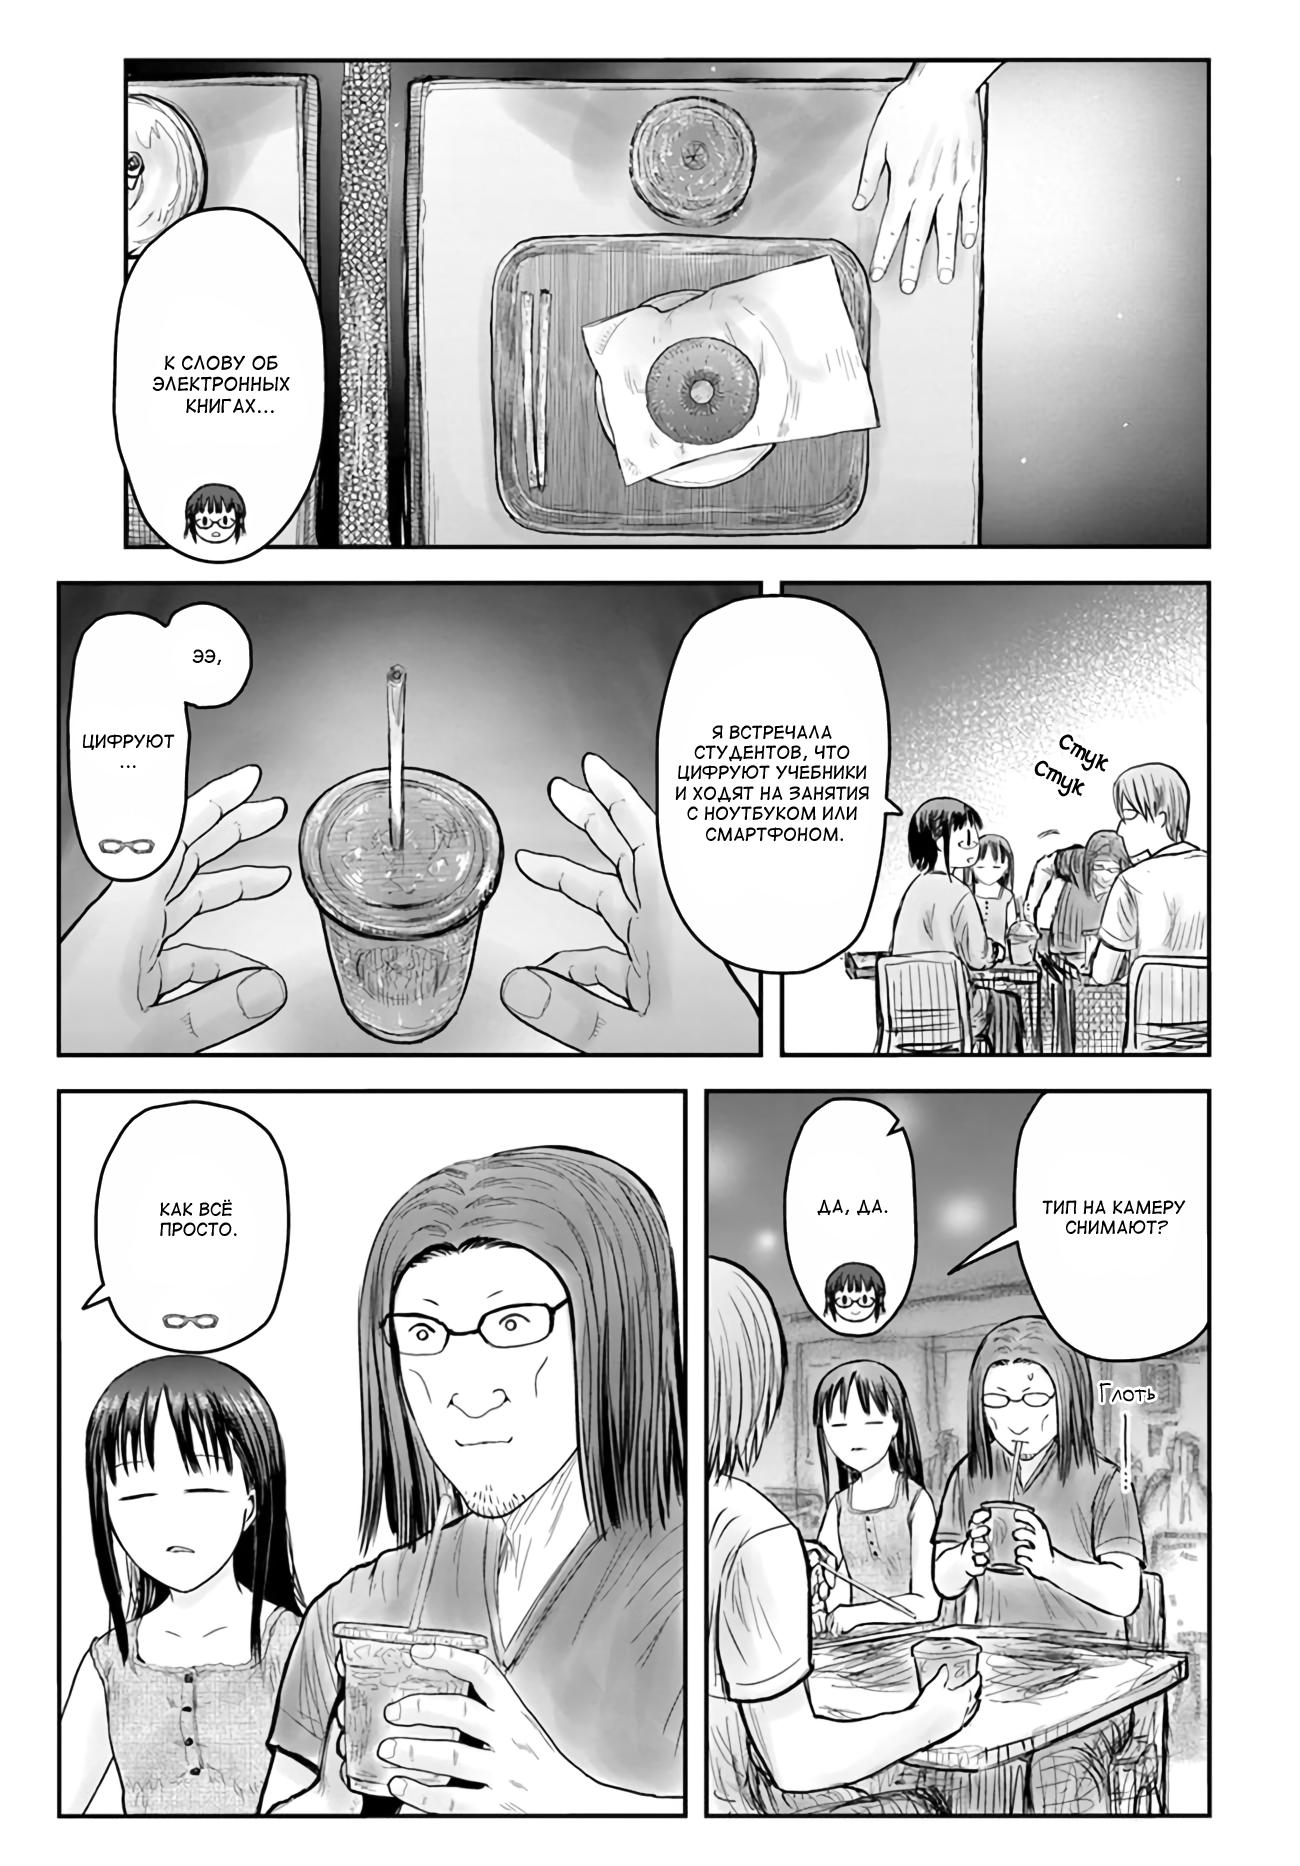 К СЛОВУ ОБ
ЭЛЕКТРОННЫХ
КНИГАХ...
СТУК
СТУК
Я ВСТРЕЧАЛА
СТУДЕНТОВ, ЧТО
ЦИФРУЮТ УЧЕБНИКИ
И ХОДЯТ НА ЗАНЯТИЯ
С НОУТБУКОМ ИЛИ
СМАРТФОНОМ.
ЭЭ,
ЦИФРУЮТ
...
ТИП НА КАМЕРУ
СНИМАЮТ?
Глоть
ДА, ДА.
КАК ВСЁ
ПРОСТО.